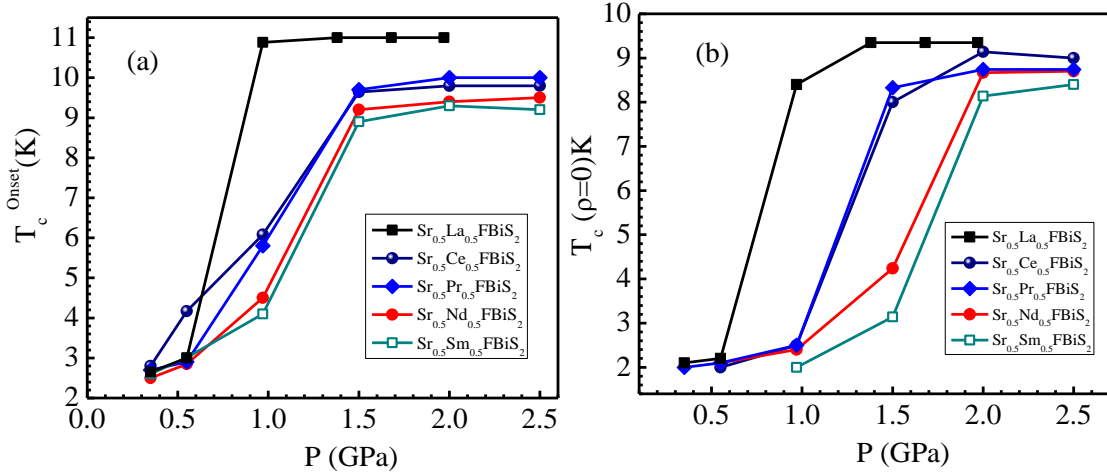 (a)
T_c^Onset(K)
11
10
9
8
7
6
5
4
3
2
0.0 0.5 1.0 1.5 2.0 2.5
P (GPa)
Sr0.5La0.5FBiS2
Sr0.5Ce0.5FBiS2
Sr0.5Pr0.5FBiS2
Sr0.5Nd0.5FBiS2
Sr0.5Sm0.5FBiS2
(b)
T_c (ρ=0)K
10
9
8
7
6
5
4
3
2
0.5 1.0 1.5 2.0 2.5
P (GPa)
Sr0.5La0.5FBiS2
Sr0.5Ce0.5FBiS2
Sr0.5Pr0.5FBiS2
Sr0.5Nd0.5FBiS2
Sr0.5Sm0.5FBiS2